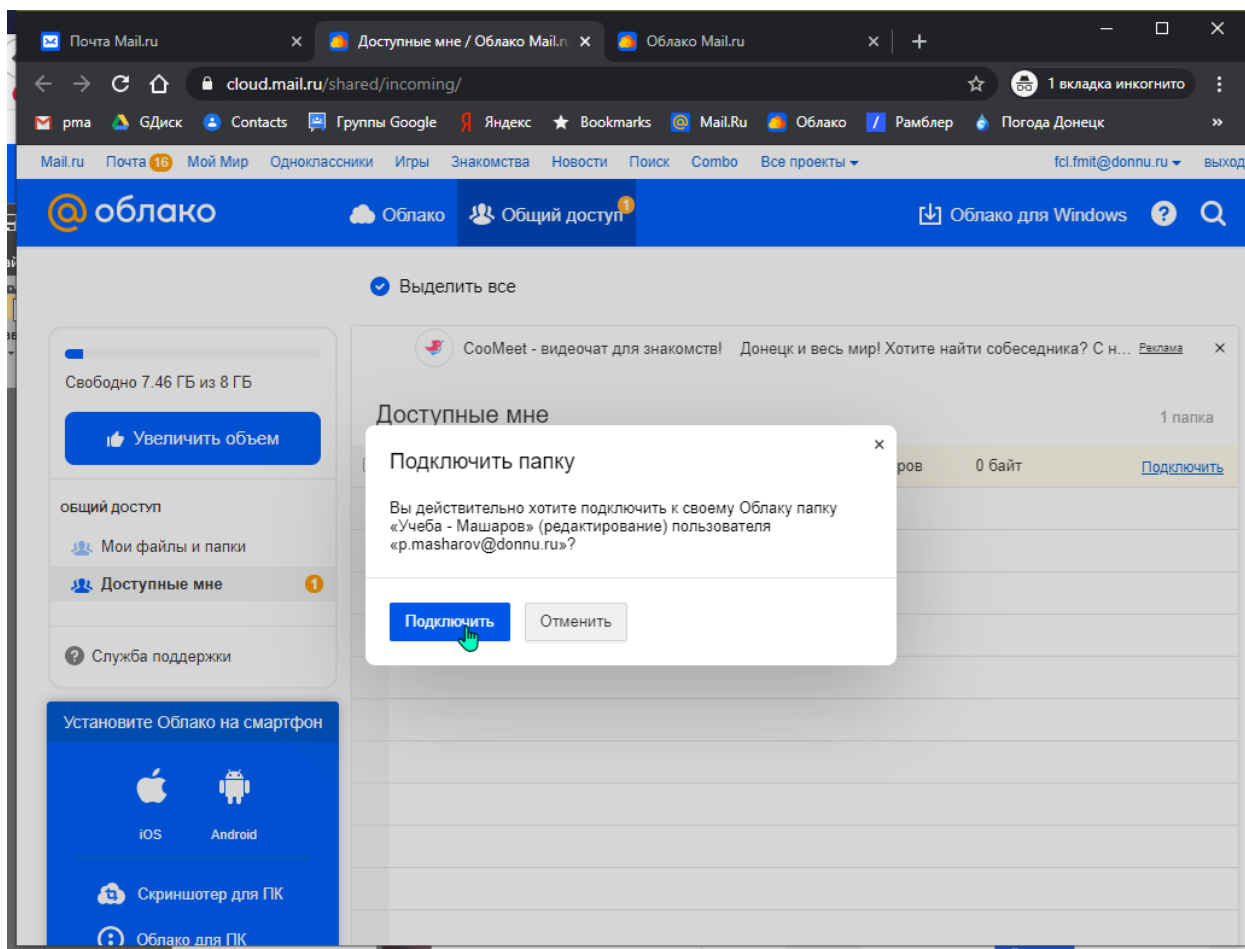 Почта Mail.ru
Доступные мне / Облако Mail.r
Облако Mail.ru
cloud.mail.ru/shared/incoming/
1 вкладка инкогнито
pma GДиск Contacts Группы Google Яндекс Bookmarks Mail.Ru Облако Рамблер Погода Донецк »
Mail.ru Почта 16 Мой Мир Одноклассники Игры Знакомства Новости Поиск Combo Все проекты fcl.fmit@donnu.ru выход
облако Облако Общий доступ 1 Облако для Windows ?
Выделить все
CooMeet - видеочат для знакомств! Донецк и весь мир! Хотите найти собеседника? С н... Реклама
Свободно 7.46 ГБ из 8 ГБ
Увеличить объем
Доступные мне
1 папка
ров 0 байт Подключить
Подключить папку
Вы действительно хотите подключить к своему Облаку папку
«Учеба - Машаров» (редактирование) пользователя
«p.masharov@donnu.ru»?
Подключить Отменить
общий доступ
Мои файлы и папки
Доступные мне 1
Служба поддержки
Установите Облако на смартфон
iOS Android
Скриншотер для ПК
Облако для ПК